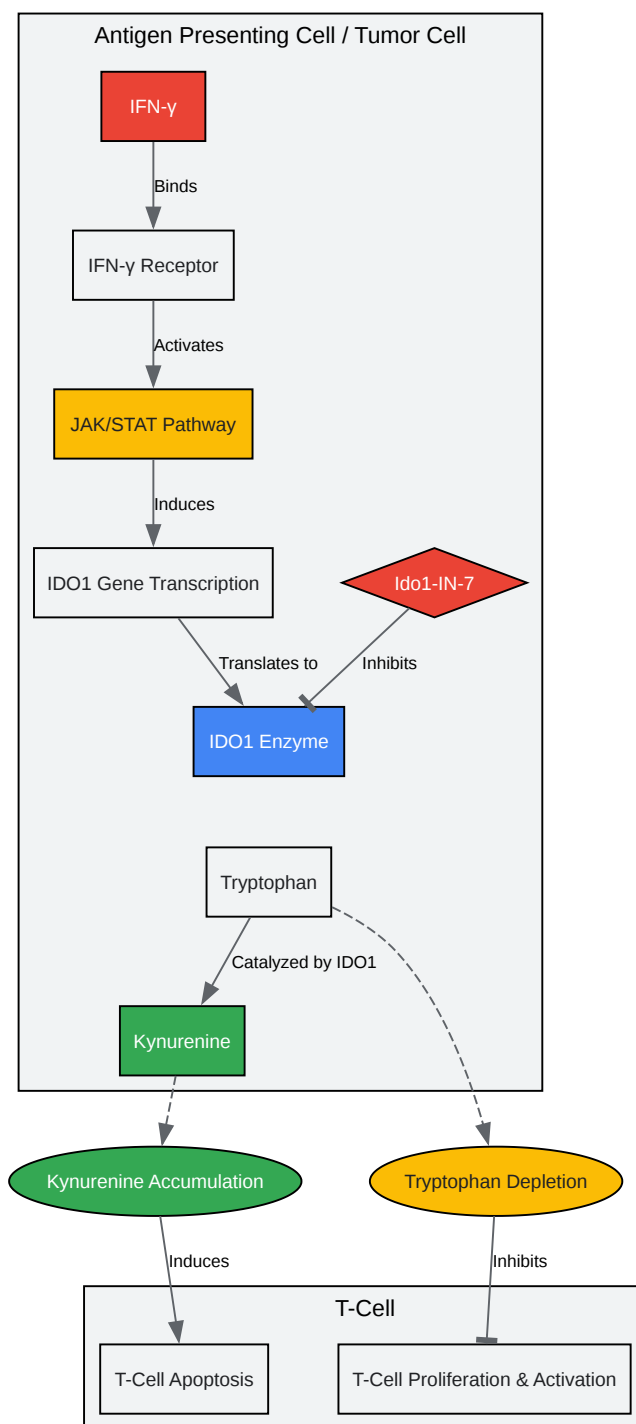 Antigen Presenting Cell / Tumor Cell
IFN-γ
Binds
IFN-γ Receptor
Activates
JAK/STAT Pathway
Induces
IDO1 Gene Transcription
Ido1-IN-7
Translates to
Inhibits
IDO1 Enzyme
Tryptophan
Catalyzed by IDO1
Kynurenine
Kynurenine Accumulation
Tryptophan Depletion
Induces
Inhibits
T-Cell
T-Cell Apoptosis
T-Cell Proliferation & Activation